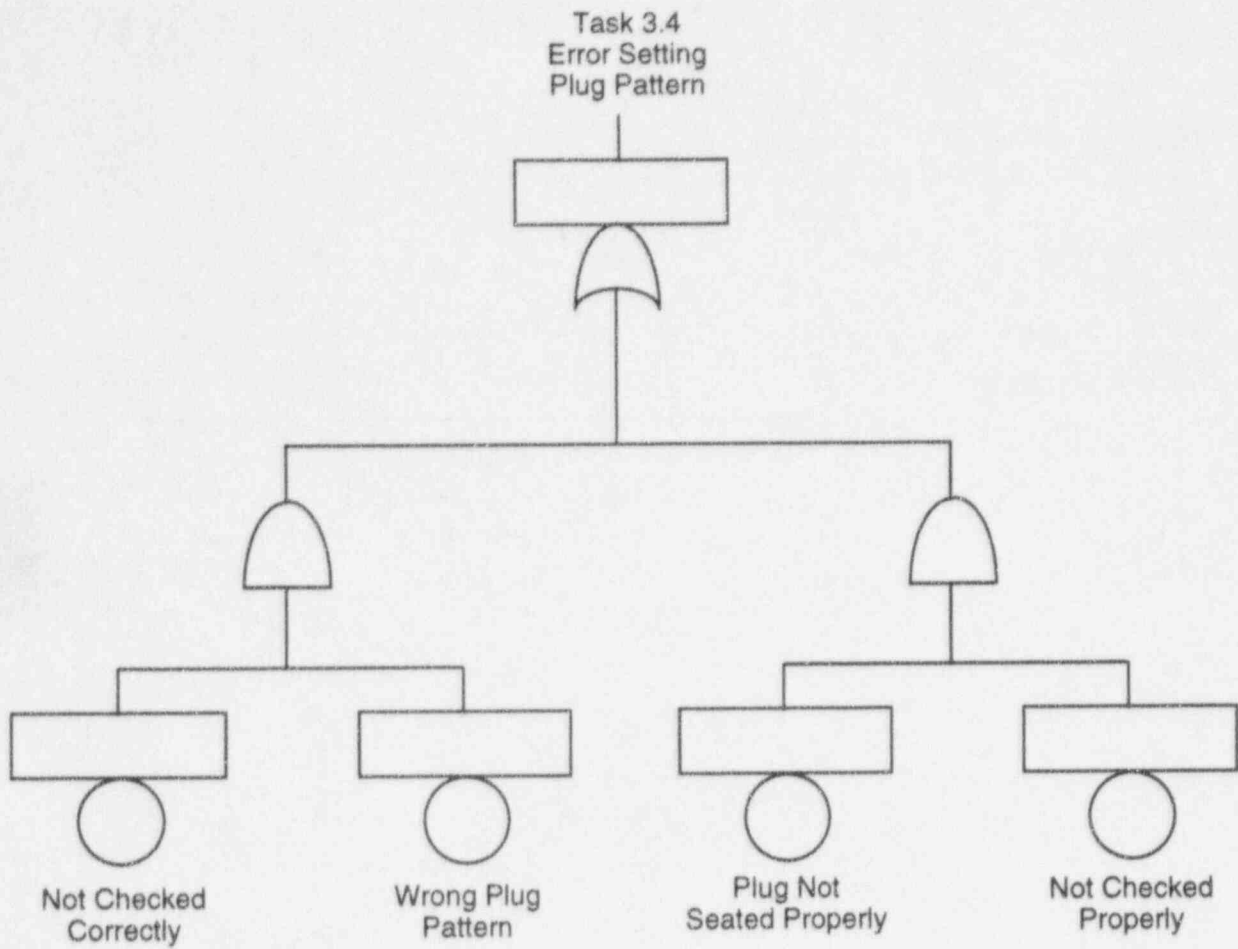 Task 3.4
Error Setting
Plug Pattern
Not Checked
Correctly
Wrong Plug
Pattern
Plug Not
Seated Properly
Not Checked
Properly